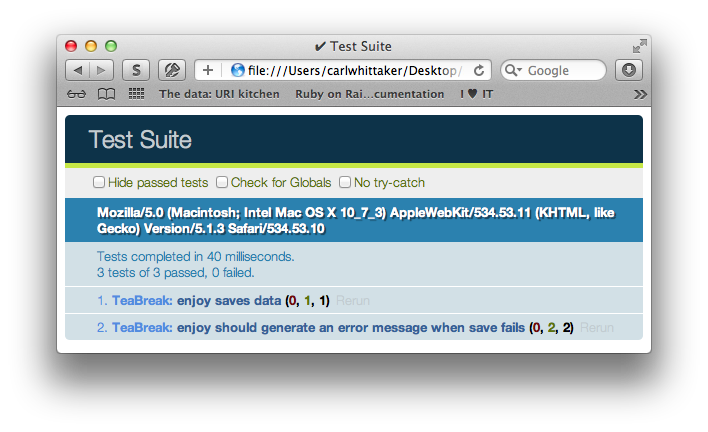 ✔ Test Suite
S
file:///Users/carlwhittaker/Desktop/
Google
The data: URI kitchen Ruby on Rai...cumentation I ♥ IT
Test Suite
Hide passed tests Check for Globals No try-catch
Mozilla/5.0 (Macintosh; Intel Mac OS X 10_7_3) AppleWebKit/534.53.11 (KHTML, like
Gecko) Version/5.1.3 Safari/534.53.10
Tests completed in 40 milliseconds.
3 tests of 3 passed, 0 failed.
1. TeaBreak: enjoy saves data (0, 1, 1) Rerun
2. TeaBreak: enjoy should generate an error message when save fails (0, 2, 2) Rerun